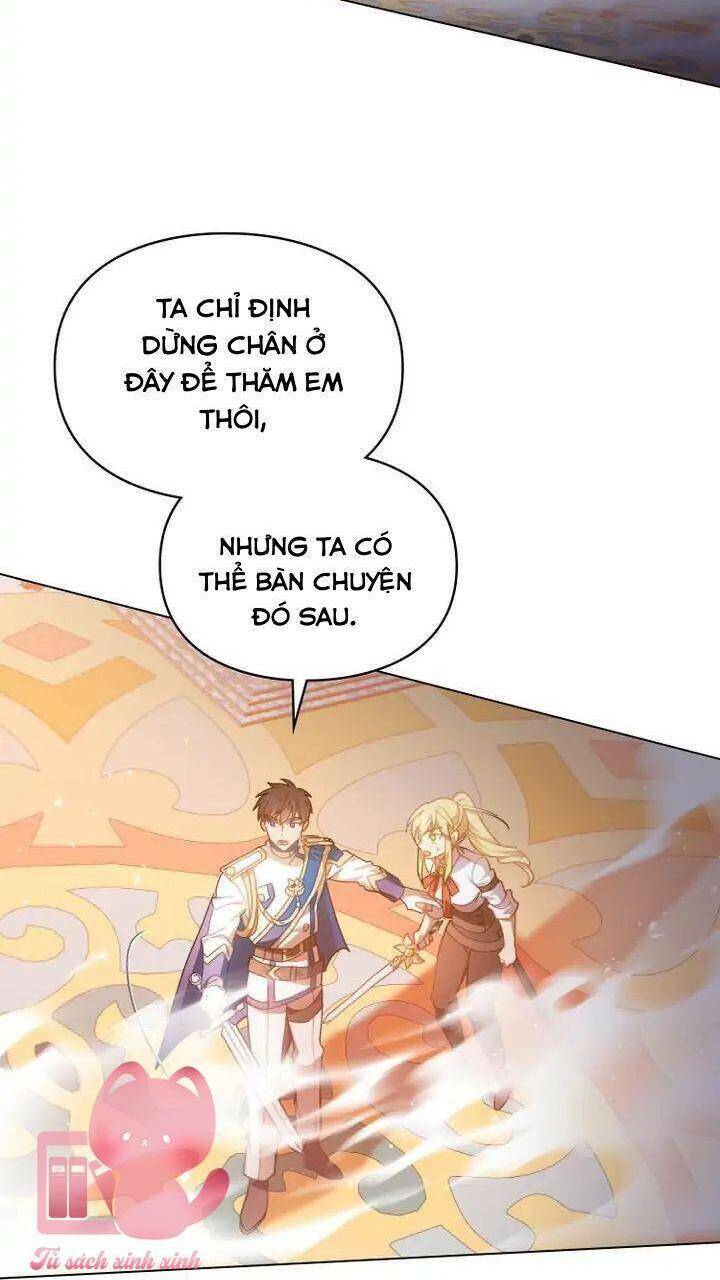 TA CHỈ ĐỊNH
DỪNG CHÂN Ở
ĐÂY ĐỂ THĂM EM
THÔI,
NHƯNG TA CÓ
THỂ BÀN CHUYỆN
ĐÓ SAU.
Tủ sách xinh xinh